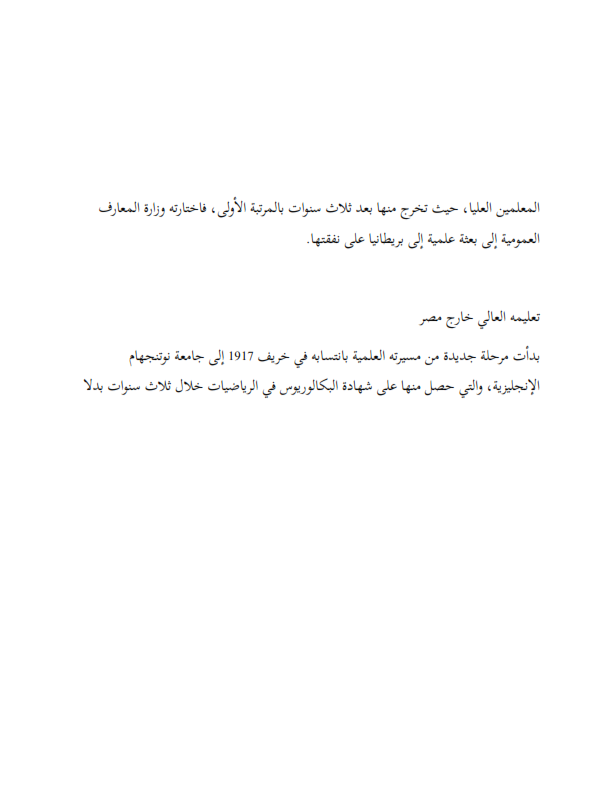 المعلمين العليا، حيث تخرج منها بعد ثلاث سنوات بالمرتبة الأولى، فاختارته وزارة المعارف
العمومية إلى بعثة علمية إلى بريطانيا على نفقتها.
تعليمه العالي خارج مصر
بدأت مرحلة جديدة من مسيرته العلمية بانتسابه في خريف 1917 إلى جامعة نوتنجهام
الإنجليزية، والتي حصل منها على شهادة البكالوريوس في الرياضيات خلال ثلاث سنوات بدلا